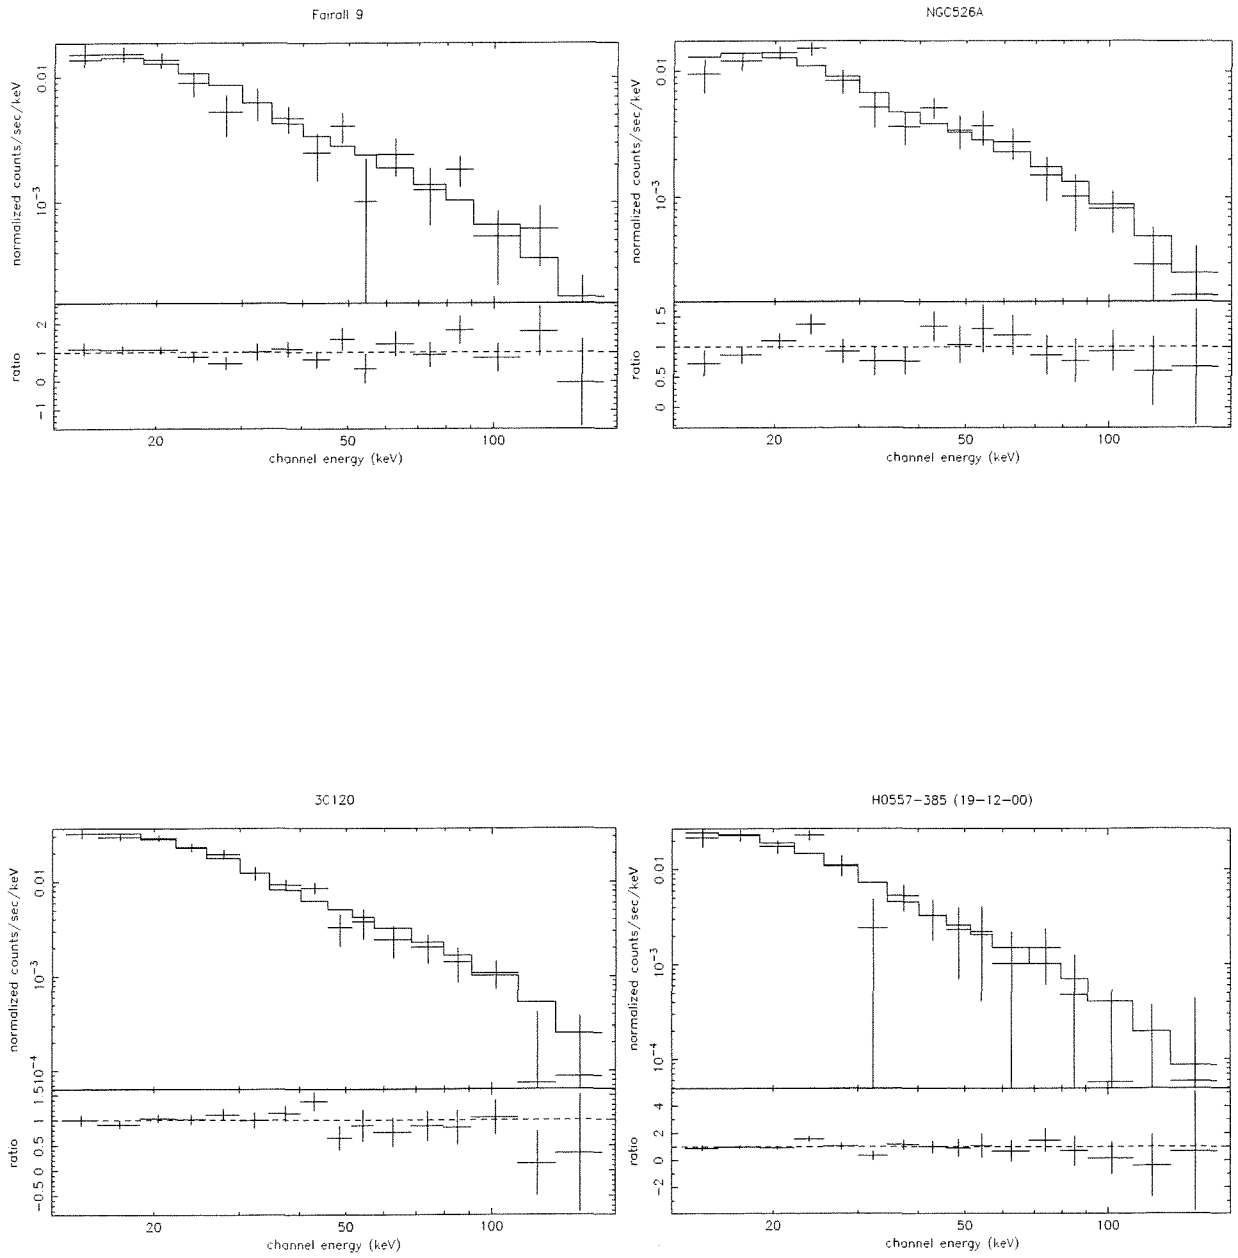 Fairall 9
normalized counts/sec/keV
0.01
10−3
ratio
2
1
0
−1
20 50 100
channel energy (keV)
NGC526A
normalized counts/sec/keV
0.01
10−3
ratio
1.5
1
0.5
0
20 50 100
channel energy (keV)
3C120
normalized counts/sec/keV
0.01
10−3
10−4
ratio
1.5
1
0.5
0
−0.5
20 50 100
channel energy (keV)
H0557−385 (19−12−00)
normalized counts/sec/keV
0.01
10−3
10−4
ratio
4
2
0
−2
20 50 100
channel energy (keV)